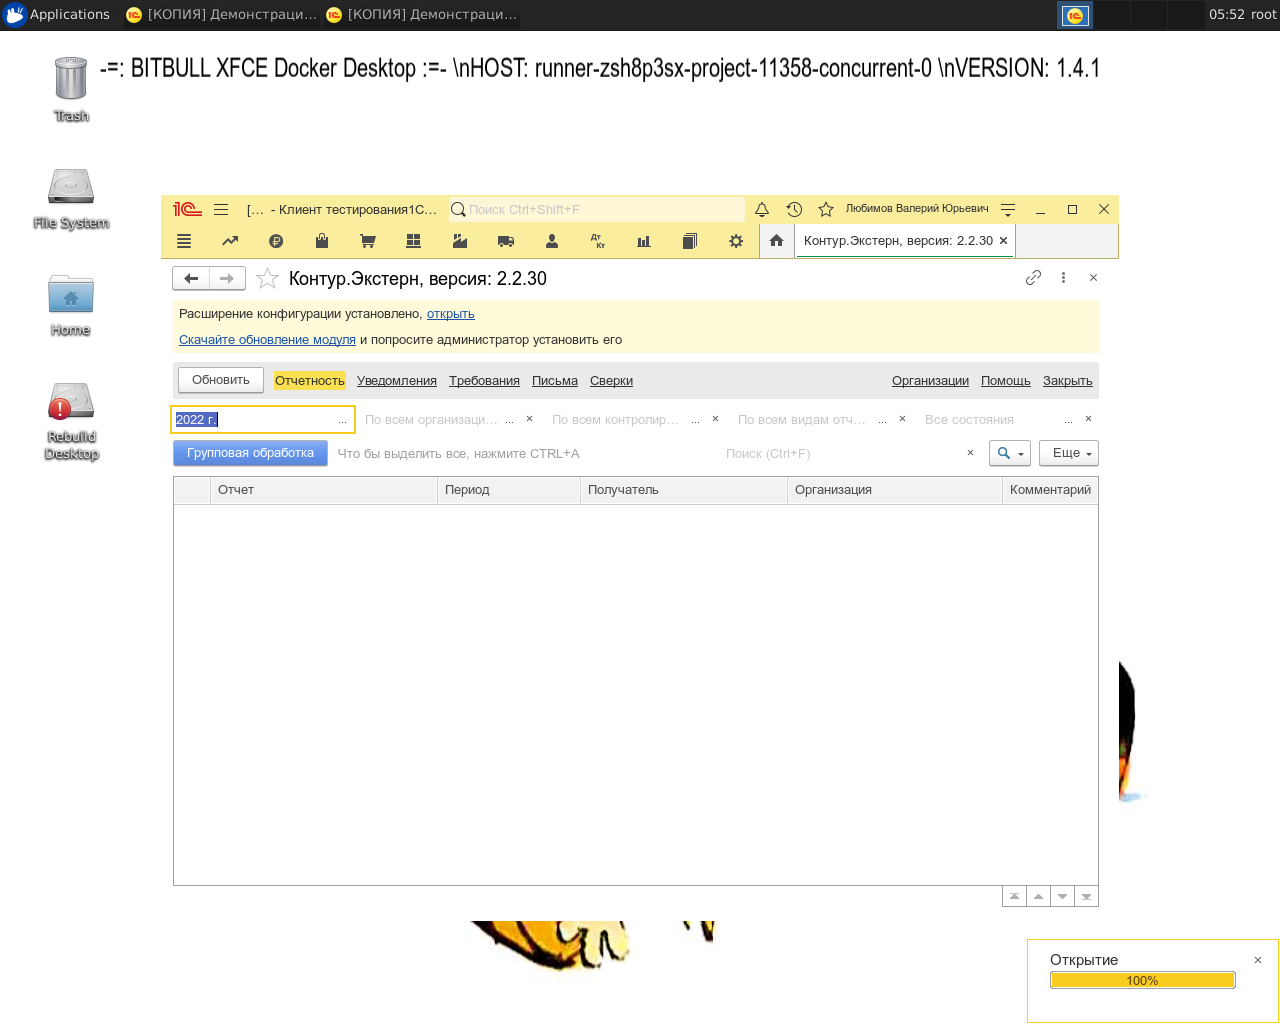 Applications
[КОПИЯ] Демонстраци...
[КОПИЯ] Демонстраци...
05:52 root
-=: BITBULL XFCE Docker Desktop :=- \nHOST: runner-zsh8p3sx-project-11358-concurrent-0 \nVERSION: 1.4.1
Trash
File System
Home
Rebuild
Desktop
[... - Клиент тестирования1С...
Поиск Ctrl+Shift+F
Любимов Валерий Юрьевич
Дт
Кт
Контур.Экстерн, версия: 2.2.30
Контур.Экстерн, версия: 2.2.30
Расширение конфигурации установлено, открыть
Скачайте обновление модуля и попросите администратор установить его
Обновить Отчетность Уведомления Требования Письма Сверки Организации Помощь Закрыть
2022 г. ... По всем организаци... ... По всем контролир... ... По всем видам отч... ... Все состояния ...
Групповая обработка Что бы выделить все, нажмите CTRL+A Поиск (Ctrl+F) Еще
Отчет Период Получатель Организация Комментарий
Открытие
100%